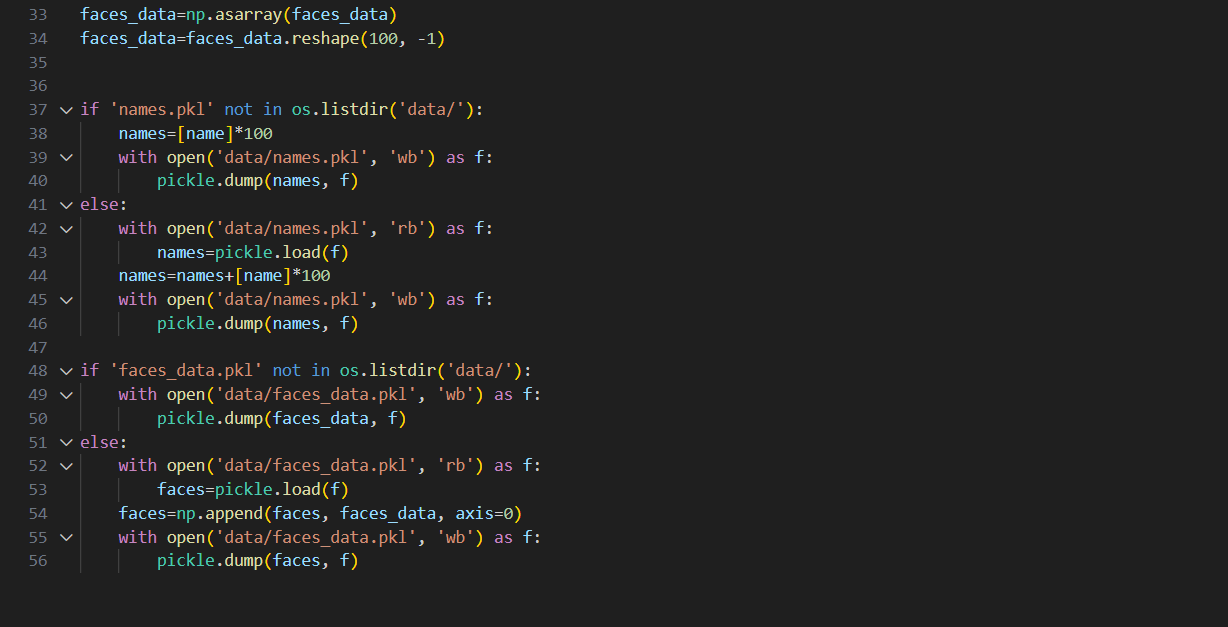 33 faces_data=np.asarray(faces_data)
34 faces_data=faces_data.reshape(100, -1)
35
36
37 if 'names.pkl' not in os.listdir('data/'):
38     names=[name]*100
39     with open('data/names.pkl', 'wb') as f:
40         pickle.dump(names, f)
41 else:
42     with open('data/names.pkl', 'rb') as f:
43         names=pickle.load(f)
44     names=names+[name]*100
45     with open('data/names.pkl', 'wb') as f:
46         pickle.dump(names, f)
47
48 if 'faces_data.pkl' not in os.listdir('data/'):
49     with open('data/faces_data.pkl', 'wb') as f:
50         pickle.dump(faces_data, f)
51 else:
52     with open('data/faces_data.pkl', 'rb') as f:
53         faces=pickle.load(f)
54     faces=np.append(faces, faces_data, axis=0)
55     with open('data/faces_data.pkl', 'wb') as f:
56         pickle.dump(faces, f)